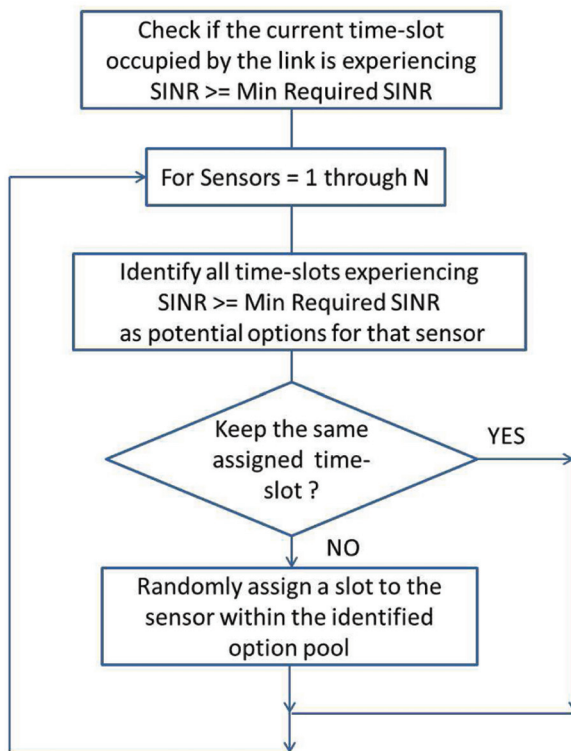 Check if the current time-slot
occupied by the link is experiencing
SINR >= Min Required SINR
For Sensors = 1 through N
Identify all time-slots experiencing
SINR >= Min Required SINR
as potential options for that sensor
Keep the same
assigned time-
slot ?
YES
NO
Randomly assign a slot to the
sensor within the identified
option pool